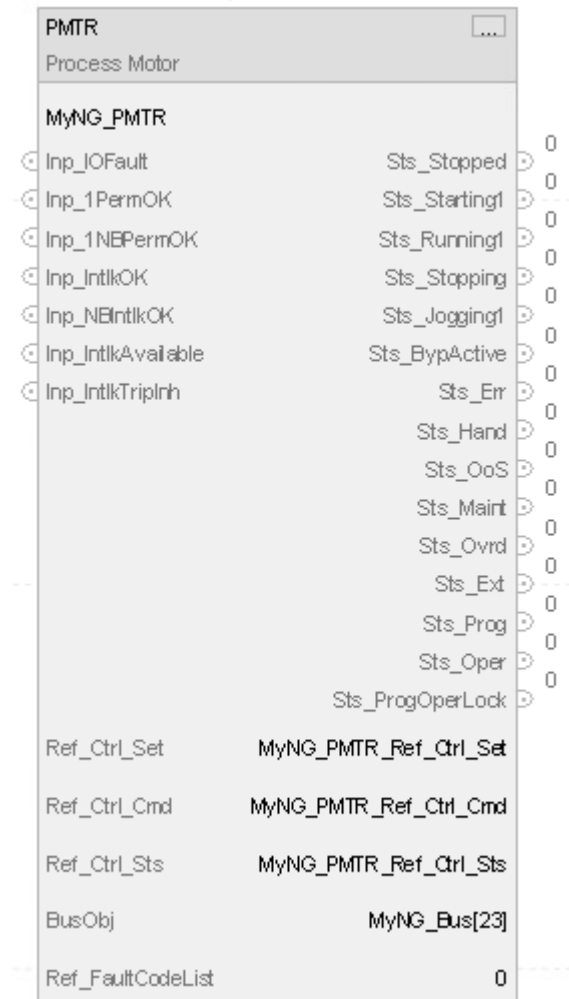 PMTR ...
Process Motor
MyNG_PMTR
0
Inp_IOFault Sts_Stopped
0
Inp_1PermOK Sts_Starting1
0
Inp_1NBPermOK Sts_Running1
0
Inp_IntlkOK Sts_Stopping
0
Inp_NBIntlkOK Sts_Jogging1
0
Inp_IntlkAvailable Sts_BypActive
0
Inp_IntlkTripInh Sts_Err
0
Sts_Hand
0
Sts_OoS
0
Sts_Maint
0
Sts_Ovrd
0
Sts_Ext
0
Sts_Prog
0
Sts_Oper
0
Sts_ProgOperLock
Ref_Ctrl_Set MyNG_PMTR_Ref_Ctrl_Set
Ref_Ctrl_Cmd MyNG_PMTR_Ref_Ctrl_Cmd
Ref_Ctrl_Sts MyNG_PMTR_Ref_Ctrl_Sts
BusObj MyNG_Bus[23]
Ref_FaultCodeList 0